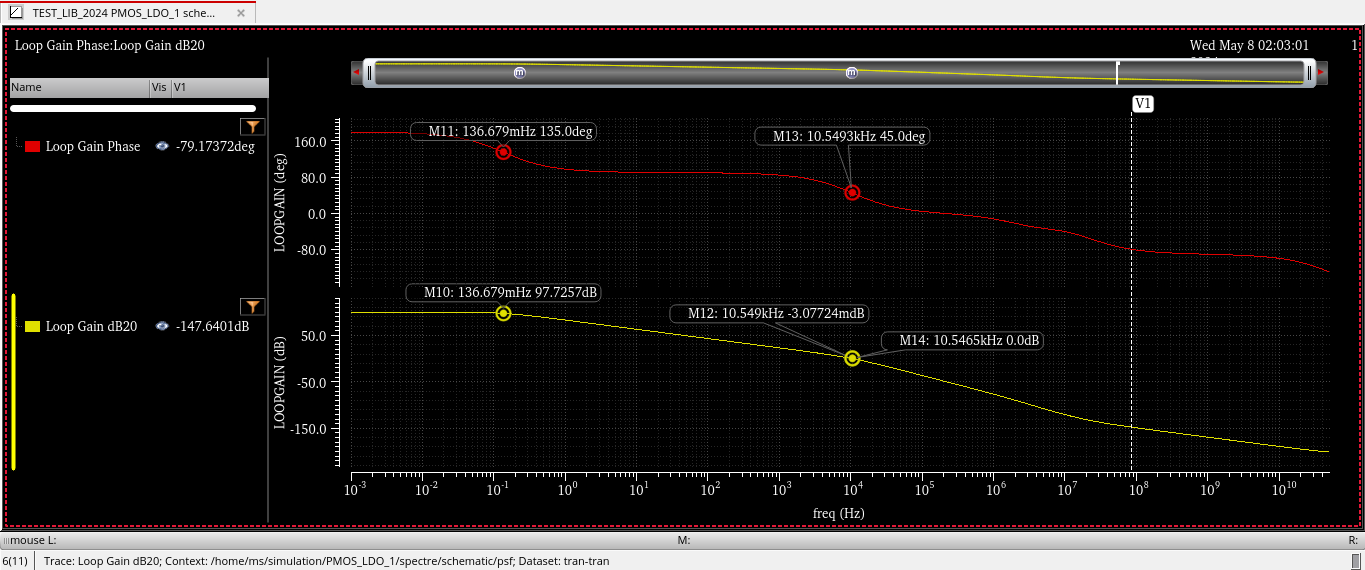 TEST_LIB_2024 PMOS_LDO_1 sche...
Loop Gain Phase:Loop Gain dB20
Wed May 8 02:03:01
1
Name Vis V1
V1
Loop Gain Phase -79.17372deg
M11: 136.679mHz 135.0deg
M13: 10.5493kHz 45.0deg
160.0
80.0
0.0
-80.0
LOOPGAIN (deg)
M10: 136.679mHz 97.7257dB
M12: 10.549kHz -3.07724mdB
M14: 10.5465kHz 0.0dB
Loop Gain dB20 -147.6401dB
50.0
-50.0
-150.0
LOOPGAIN (dB)
10-3 10-2 10-1 100 101 102 103 104 105 106 107 108 109 1010
freq (Hz)
mouse L: M: R:
6(11) Trace: Loop Gain dB20; Context: /home/ms/simulation/PMOS_LDO_1/spectre/schematic/psf; Dataset: tran-tran